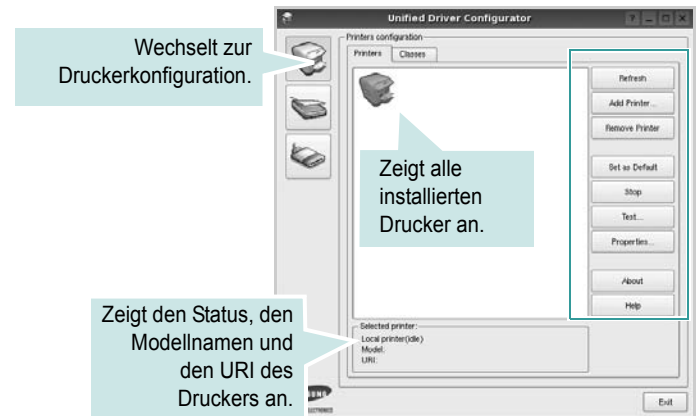 Unified Driver Configurator
Wechselt zur
Druckerkonfiguration.
Printers configuration
Printers
Classes
Refresh
Add Printer...
Remove Printer
Set as Default
Stop
Test...
Properties...
About
Help
Zeigt alle
installierten
Drucker an.
Zeigt den Status, den
Modellnamen und
den URI des
Druckers an.
Selected printer:
Local printer(idle)
Model:
URI:
Exit